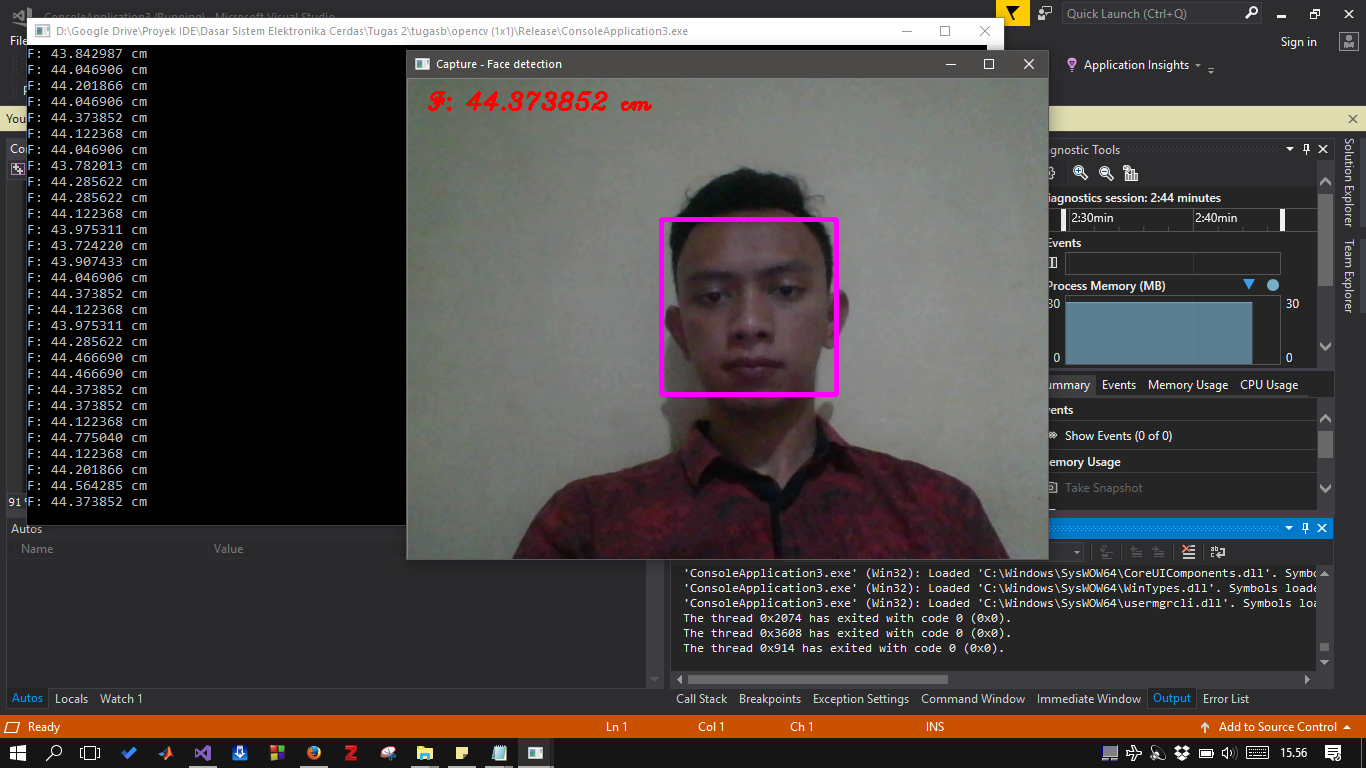 ConsoleApplication3 (Running) - Microsoft Visual Studio
Quick Launch (Ctrl+Q)
D:\Google Drive\Proyek IDE\Dasar Sistem Elektronika Cerdas\Tugas 2\tugasb\opencv (1x1)\Release\ConsoleApplication3.exe
Sign in
Application Insights
F: 43.842987 cm
F: 44.046906 cm
F: 44.201866 cm
F: 44.046906 cm
F: 44.373852 cm
F: 44.122368 cm
F: 44.046906 cm
F: 43.782013 cm
F: 44.285622 cm
F: 44.285622 cm
F: 44.122368 cm
F: 43.975311 cm
F: 43.724220 cm
F: 43.907433 cm
F: 44.046906 cm
F: 44.373852 cm
F: 44.122368 cm
F: 43.975311 cm
F: 44.285622 cm
F: 44.466690 cm
F: 44.466690 cm
F: 44.373852 cm
F: 44.373852 cm
F: 44.122368 cm
F: 44.775040 cm
F: 44.122368 cm
F: 44.201866 cm
F: 44.564285 cm
F: 44.373852 cm
Capture - Face detection
F: 44.373852 cm
You
91
Tools
session: 2:44 minutes
2:30min 2:40min
Events
Process Memory (MB)
30 30
0 0
Events Memory Usage CPU Usage
Show Events (0 of 0)
Usage
Take Snapshot
Solution Explorer
Team Explorer
Autos
Name Value
'ConsoleApplication3.exe' (Win32): Loaded 'C:\Windows\SysWOW64\CoreUIComponents.dll'. Symbo
'ConsoleApplication3.exe' (Win32): Loaded 'C:\Windows\SysWOW64\WinTypes.dll'. Symbols loade
'ConsoleApplication3.exe' (Win32): Loaded 'C:\Windows\SysWOW64\usermgrcli.dll'. Symbols loa
The thread 0x2074 has exited with code 0 (0x0).
The thread 0x3608 has exited with code 0 (0x0).
The thread 0x914 has exited with code 0 (0x0).
Autos Locals Watch 1
Call Stack Breakpoints Exception Settings Command Window Immediate Window Output Error List
Ready Ln 1 Col 1 Ch 1 INS Add to Source Control
15.56